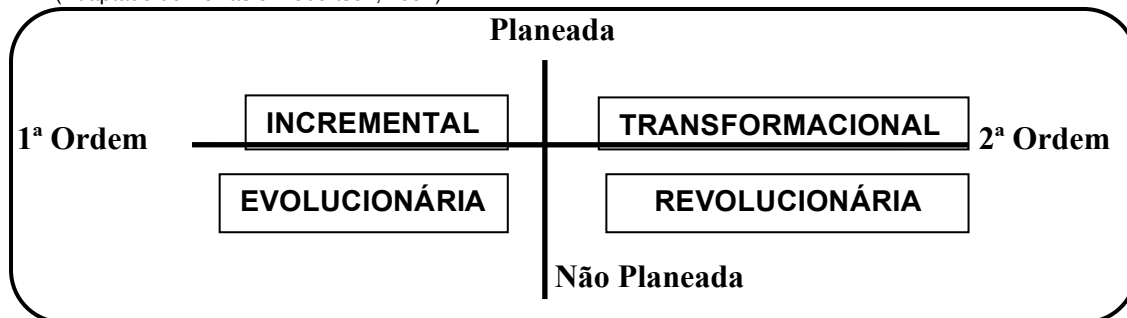 Planeada
INCREMENTAL
TRANSFORMACIONAL
1ª Ordem
2ª Ordem
EVOLUCIONÁRIA
REVOLUCIONÁRIA
Não Planeada